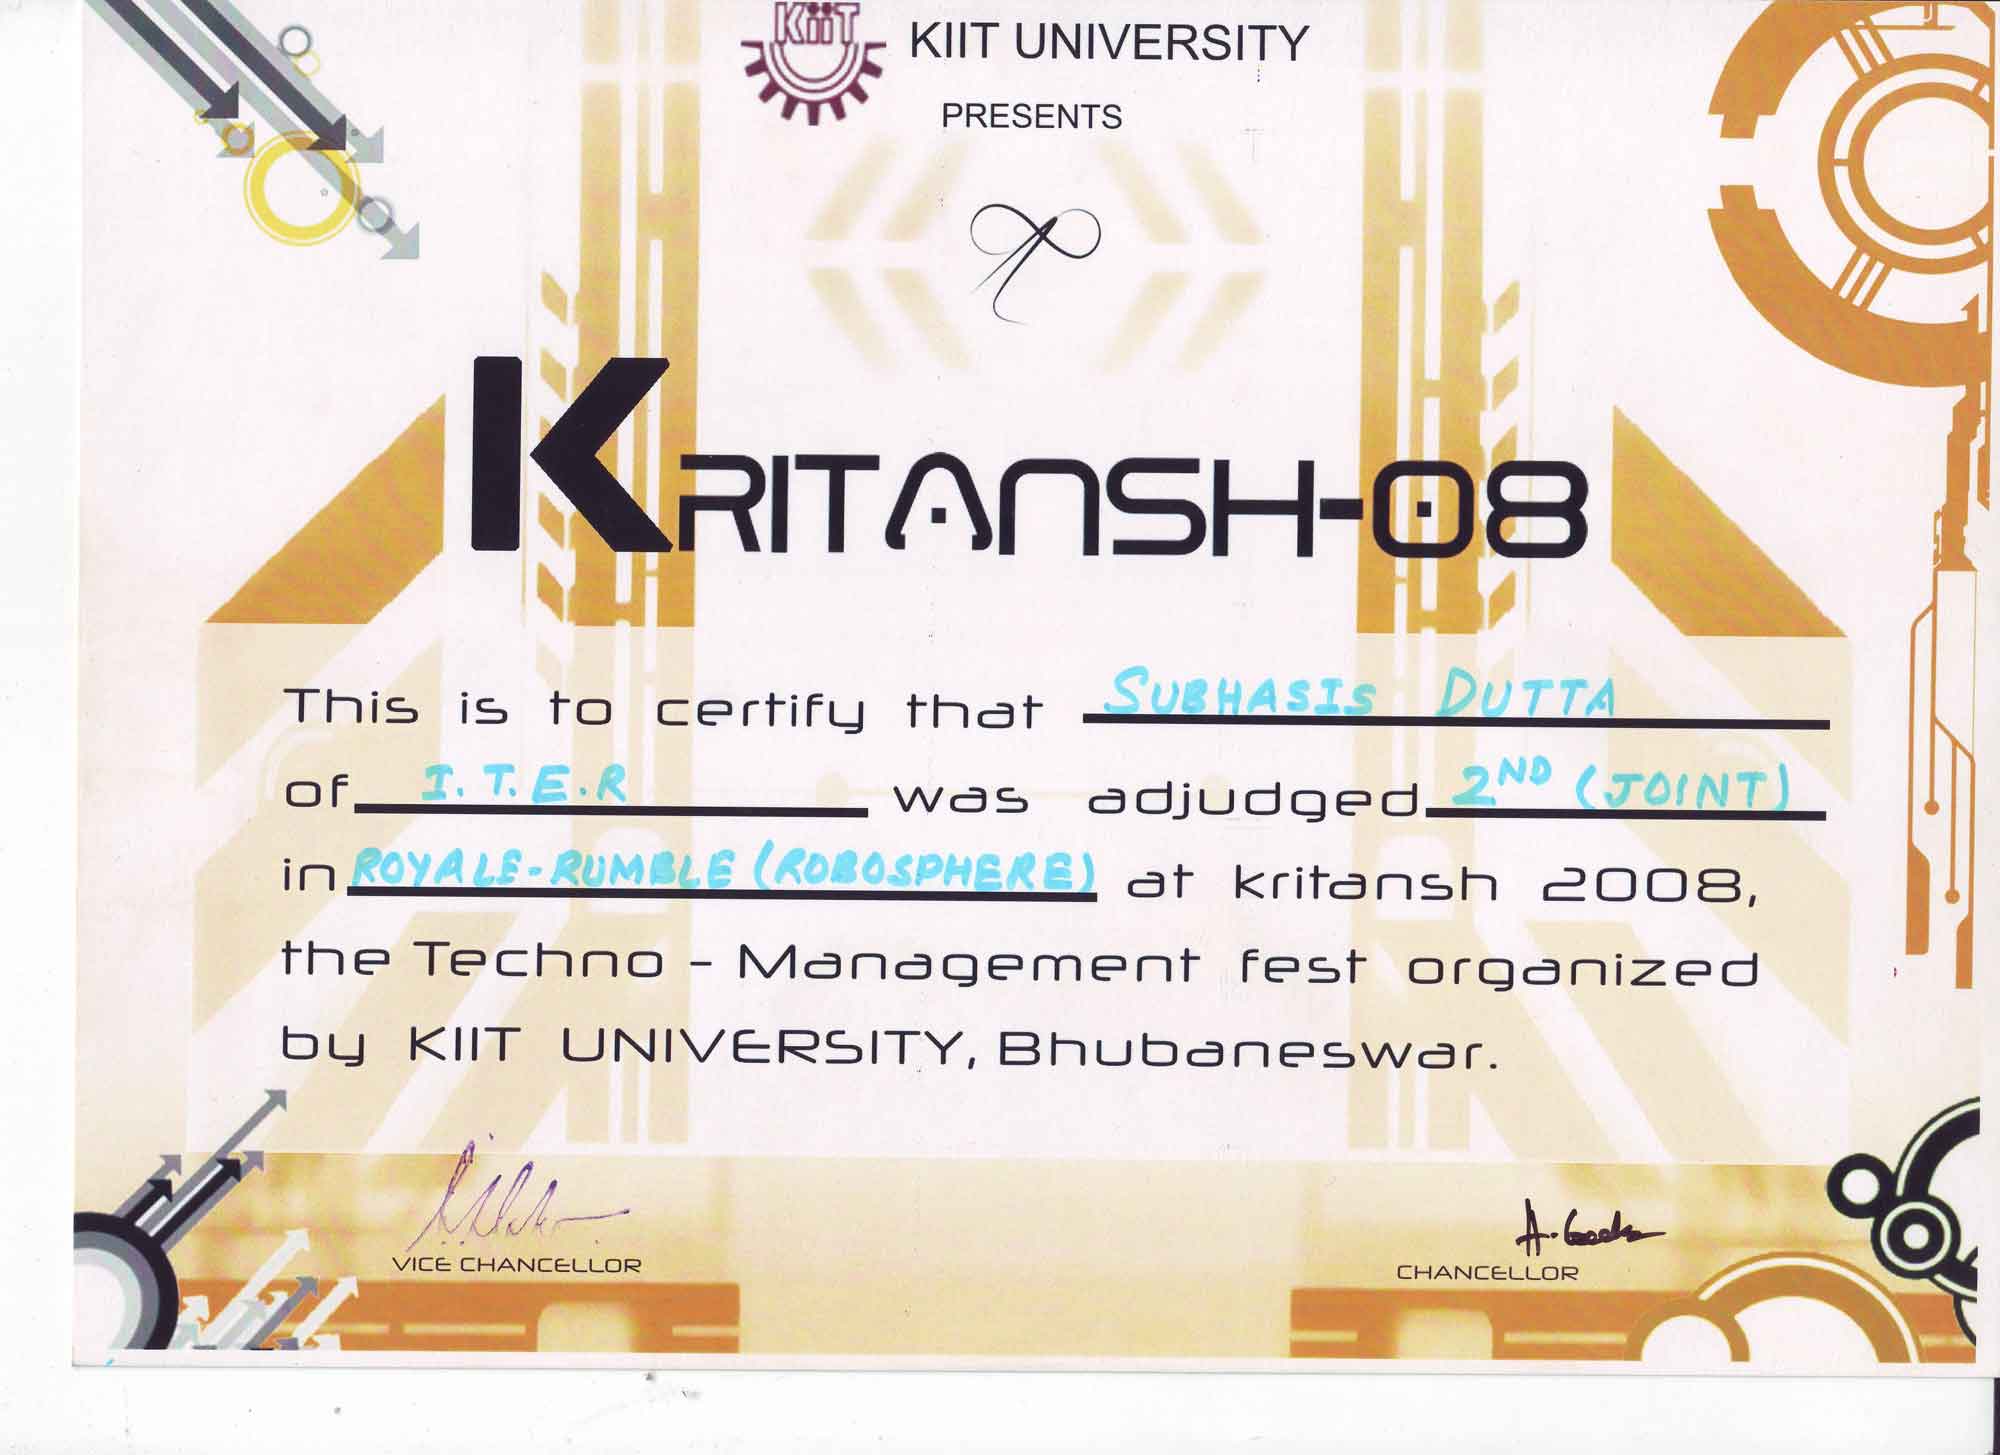 KiiT
KIIT UNIVERSITY
PRESENTS
KRITANSH-08
This is to certify that SUBHASIS DUTTA
of I.T.E.R was adjudged 2ND (JOINT)
in ROYALE-RUMBLE (ROBOSPHERE) at kritansh 2008,
the Techno - Management fest organized
by KIIT UNIVERSITY, Bhubaneswar.
VICE CHANCELLOR
CHANCELLOR